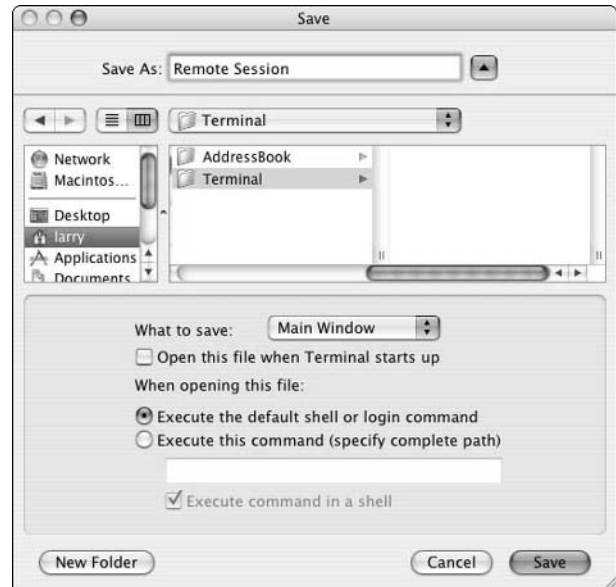 Save
Save As: Remote Session
Terminal
Network
Macintos...
Desktop
larry
Applications
Documents
AddressBook
Terminal
What to save: Main Window
Open this file when Terminal starts up
When opening this file:
Execute the default shell or login command
Execute this command (specify complete path)
Execute command in a shell
New Folder
Cancel
Save